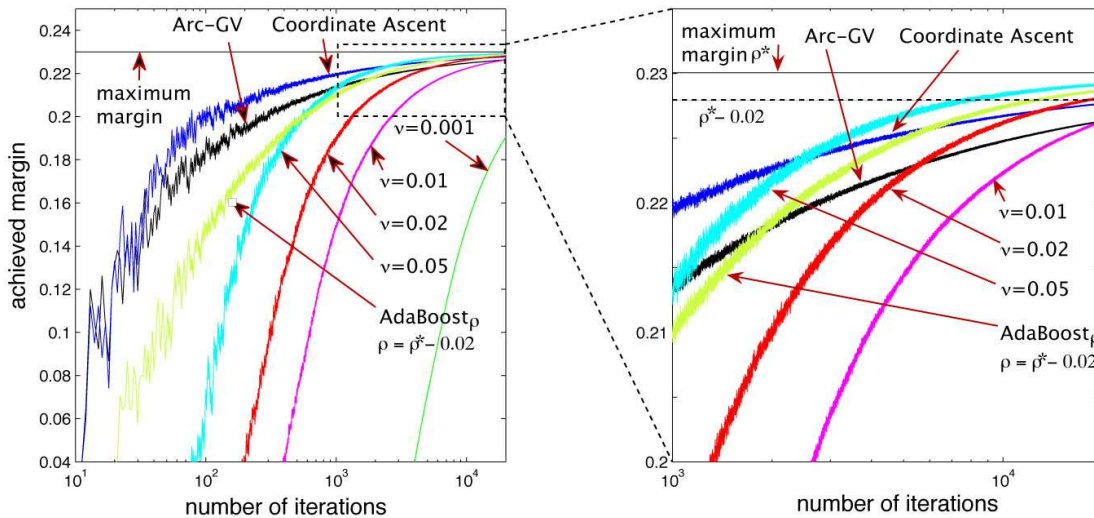 Arc-GV
Coordinate Ascent
maximum
margin
ν=0.001
ν=0.01
ν=0.02
ν=0.05
AdaBoostρ
ρ = ρ*- 0.02
achieved margin
0.24
0.22
0.2
0.18
0.16
0.14
0.12
0.1
0.08
0.06
0.04
10¹
10²
10³
10⁴
number of iterations
maximum
margin ρ*
Arc-GV
Coordinate Ascent
ρ*- 0.02
ν=0.01
ν=0.02
ν=0.05
AdaBoostρ
ρ = ρ*- 0.02
0.23
0.22
0.21
0.2
10³
10⁴
number of iterations